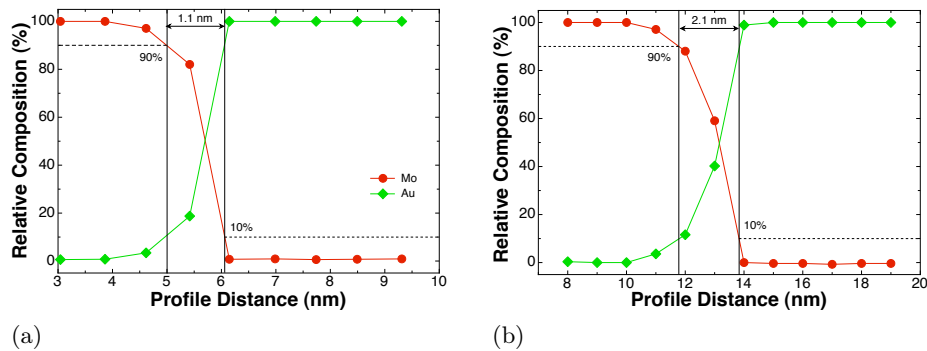 1.1 nm
100
80
60
40
20
0
90%
10%
Mo
Au
Relative Composition (%)
3 4 5 6 7 8 9 10
Profile Distance (nm)
(a)
2.1 nm
100
80
60
40
20
0
90%
10%
Relative Composition (%)
8 10 12 14 16 18 20
Profile Distance (nm)
(b)